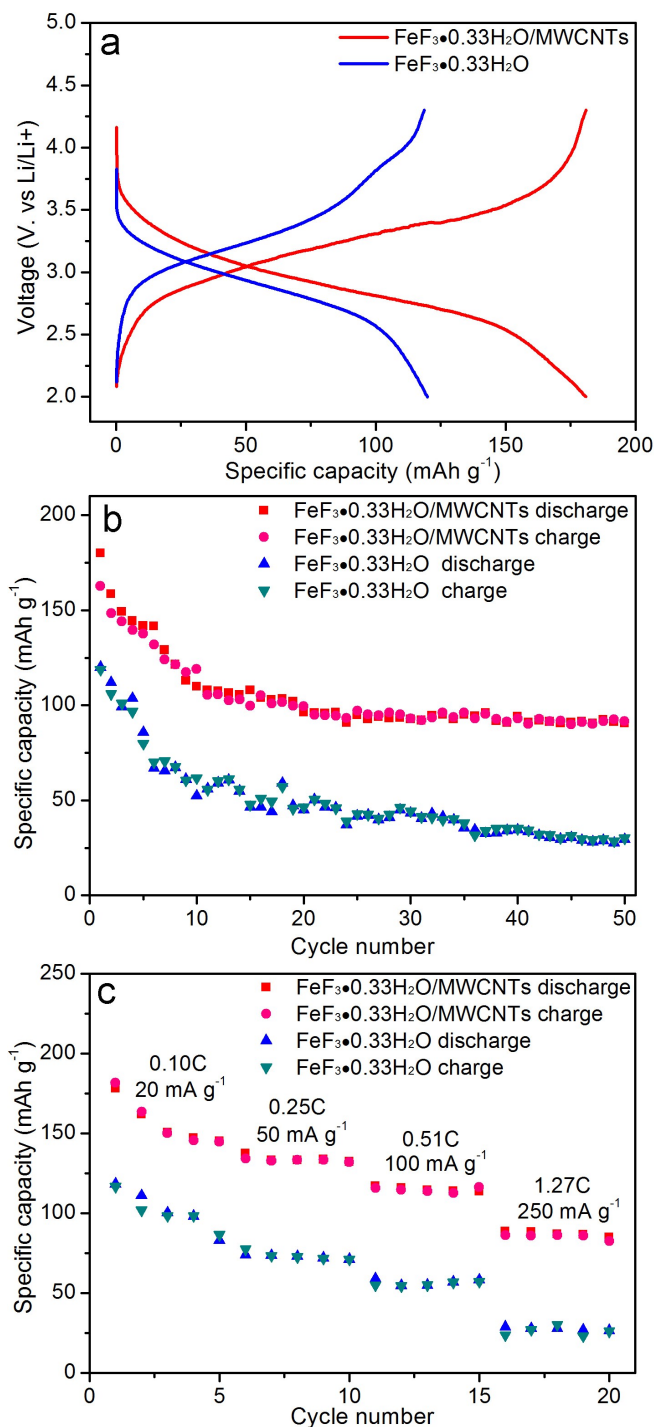 a
FeF₃•0.33H₂O/MWCNTs
FeF₃•0.33H₂O
5.0
4.5
4.0
3.5
3.0
2.5
2.0
Voltage (V. vs Li/Li+)
0
50
100
150
200
Specific capacity (mAh g⁻¹)
b
FeF₃•0.33H₂O/MWCNTs discharge
FeF₃•0.33H₂O/MWCNTs charge
FeF₃•0.33H₂O discharge
FeF₃•0.33H₂O charge
200
150
100
50
0
Specific capacity (mAh g⁻¹)
0
10
20
30
40
50
Cycle number
c
FeF₃•0.33H₂O/MWCNTs discharge
FeF₃•0.33H₂O/MWCNTs charge
FeF₃•0.33H₂O discharge
FeF₃•0.33H₂O charge
0.10C
20 mA g⁻¹
0.25C
50 mA g⁻¹
0.51C
100 mA g⁻¹
1.27C
250 mA g⁻¹
250
200
150
100
50
0
Specific capacity (mAh g⁻¹)
0
5
10
15
20
Cycle number